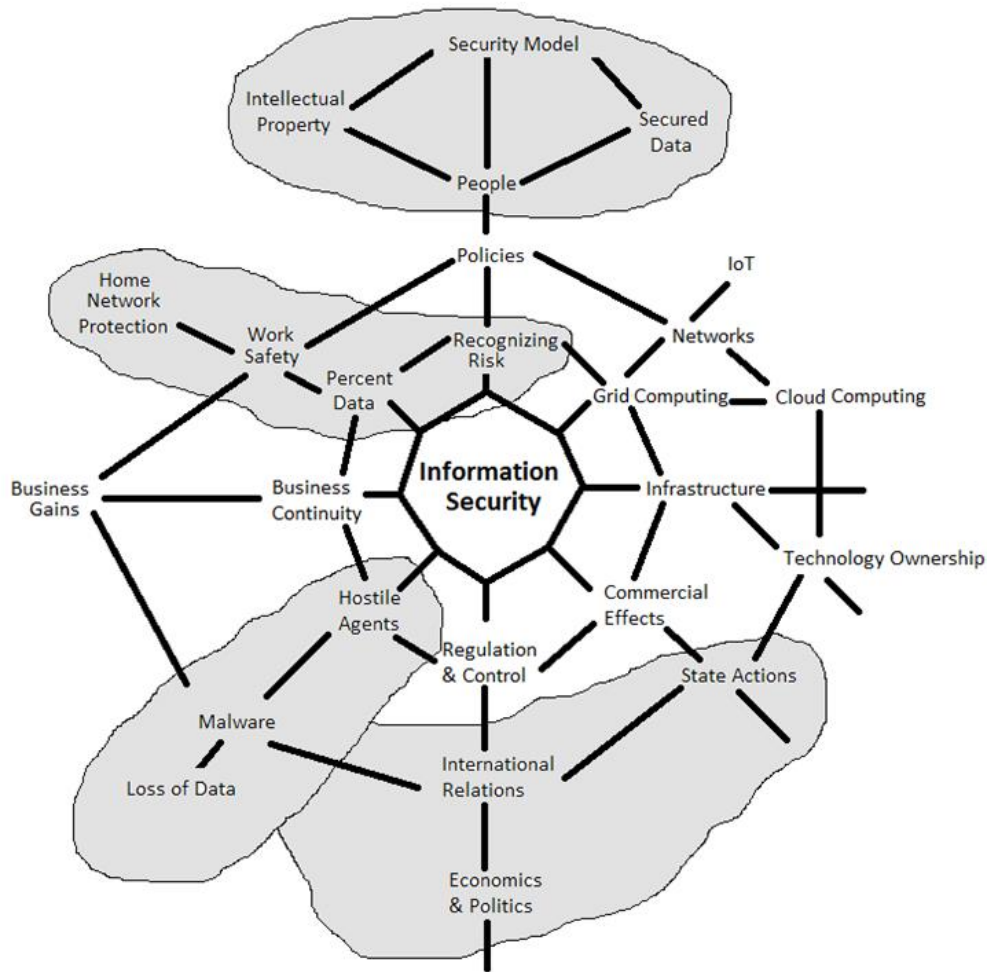 Security Model
Intellectual
Property
Secured
Data
People
Policies
IoT
Home
Network
Protection
Work
Safety
Recognizing
Risk
Networks
Percent
Data
Grid Computing
Cloud Computing
Information
Security
Business
Gains
Business
Continuity
Infrastructure
Technology Ownership
Hostile
Agents
Commercial
Effects
Regulation
& Control
State Actions
Malware
International
Relations
Loss of Data
Economics
& Politics